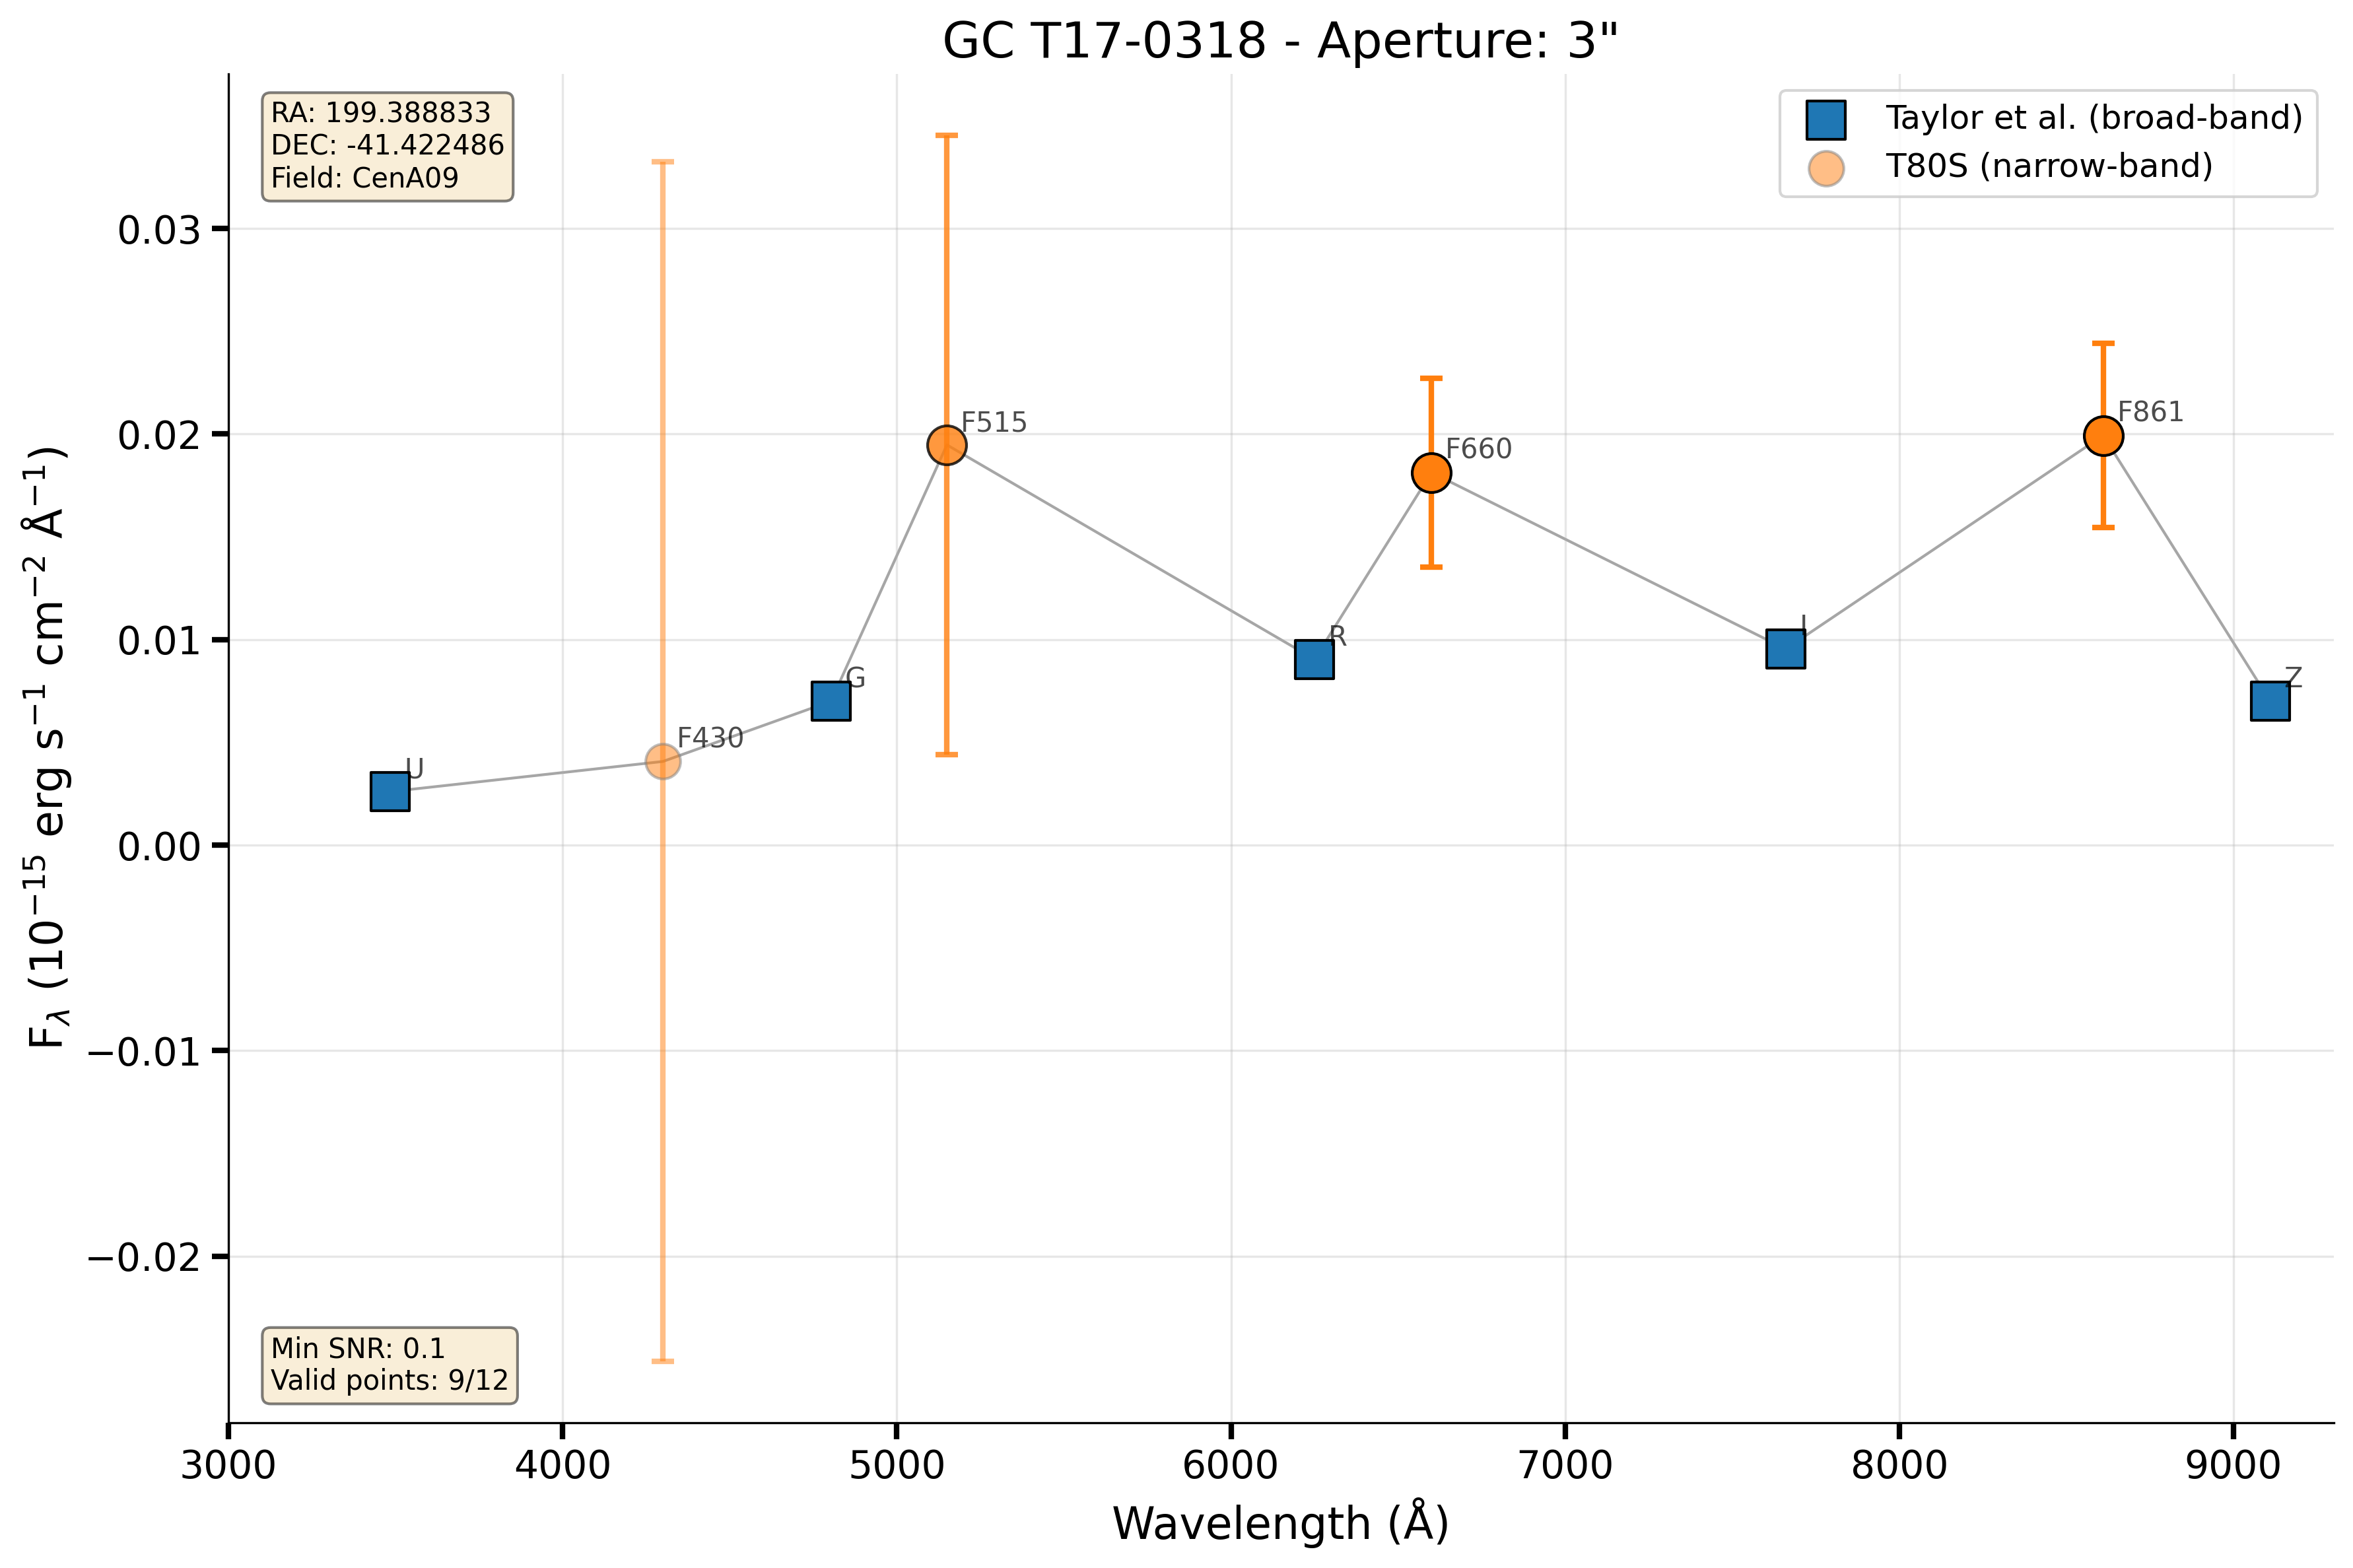 GC T17-0318 - Aperture: 3"
RA: 199.388833
DEC: -41.422486
Field: CenA09
Taylor et al. (broad-band)
T80S (narrow-band)
F$_{\lambda}$ (10$^{-15}$ erg s$^{-1}$ cm$^{-2}$ Å$^{-1}$)
0.03
0.02
0.01
0.00
−0.01
−0.02
U
F430
G
F515
R
F660
I
F861
Z
Min SNR: 0.1
Valid points: 9/12
3000 4000 5000 6000 7000 8000 9000
Wavelength (Å)